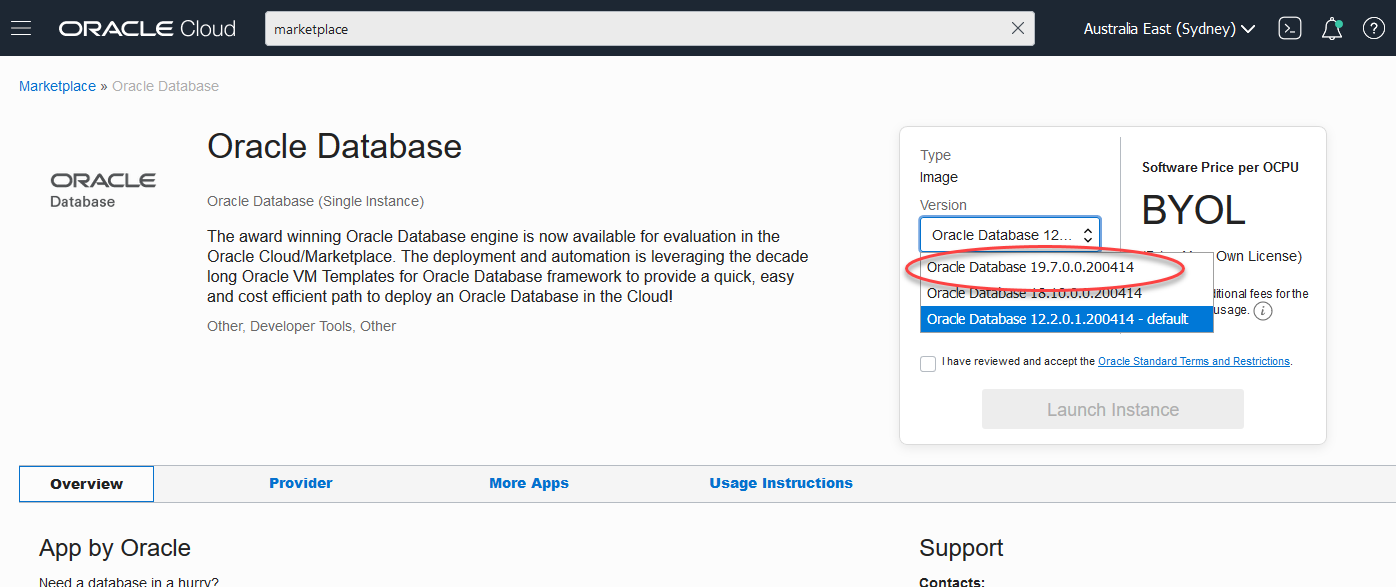 ORACLE Cloud
marketplace
Australia East (Sydney)
Marketplace » Oracle Database
ORACLE
Database
Oracle Database
Oracle Database (Single Instance)
The award winning Oracle Database engine is now available for evaluation in the
Oracle Cloud/Marketplace. The deployment and automation is leveraging the decade
long Oracle VM Templates for Oracle Database framework to provide a quick, easy
and cost efficient path to deploy an Oracle Database in the Cloud!
Other, Developer Tools, Other
Type
Image
Version
Oracle Database 12...
Oracle Database 19.7.0.0.200414
Oracle Database 18.10.0.0.200414
Oracle Database 12.2.0.1.200414 - default
Software Price per OCPU
BYOL
Own License)
ditional fees for the
usage.
I have reviewed and accept the Oracle Standard Terms and Restrictions.
Launch Instance
Overview
Provider
More Apps
Usage Instructions
App by Oracle
Need a database in a hurry?
Support
Contacts: